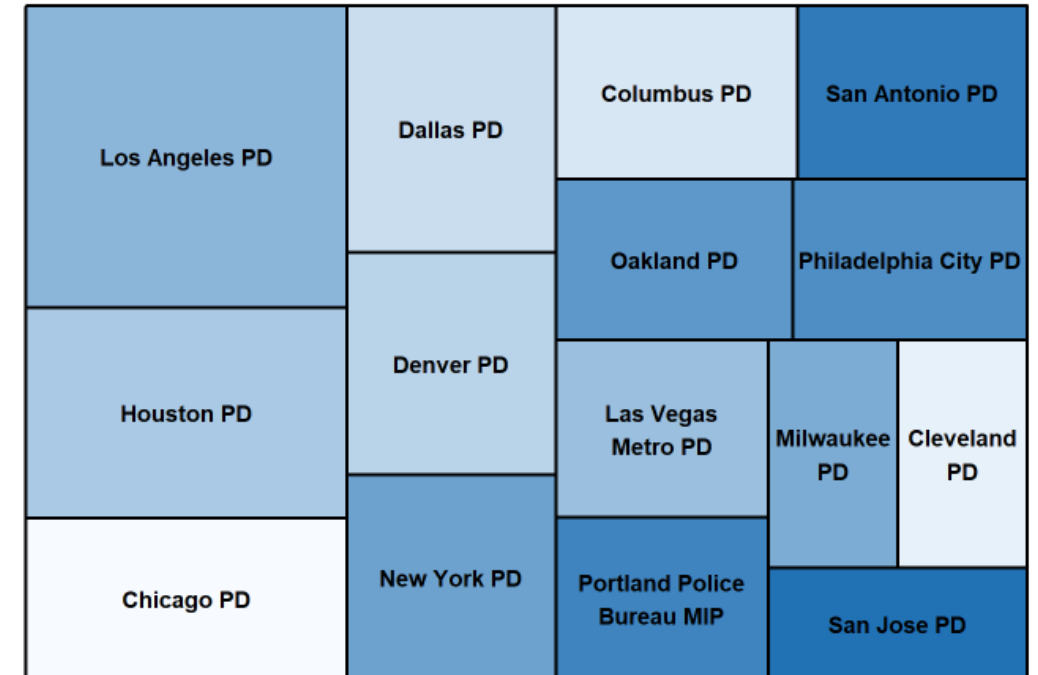 Los Angeles PD
Houston PD
Chicago PD
Dallas PD
Denver PD
New York PD
Columbus PD
San Antonio PD
Oakland PD
Philadelphia City PD
Las Vegas
Metro PD
Milwaukee
PD
Cleveland
PD
Portland Police
Bureau MIP
San Jose PD